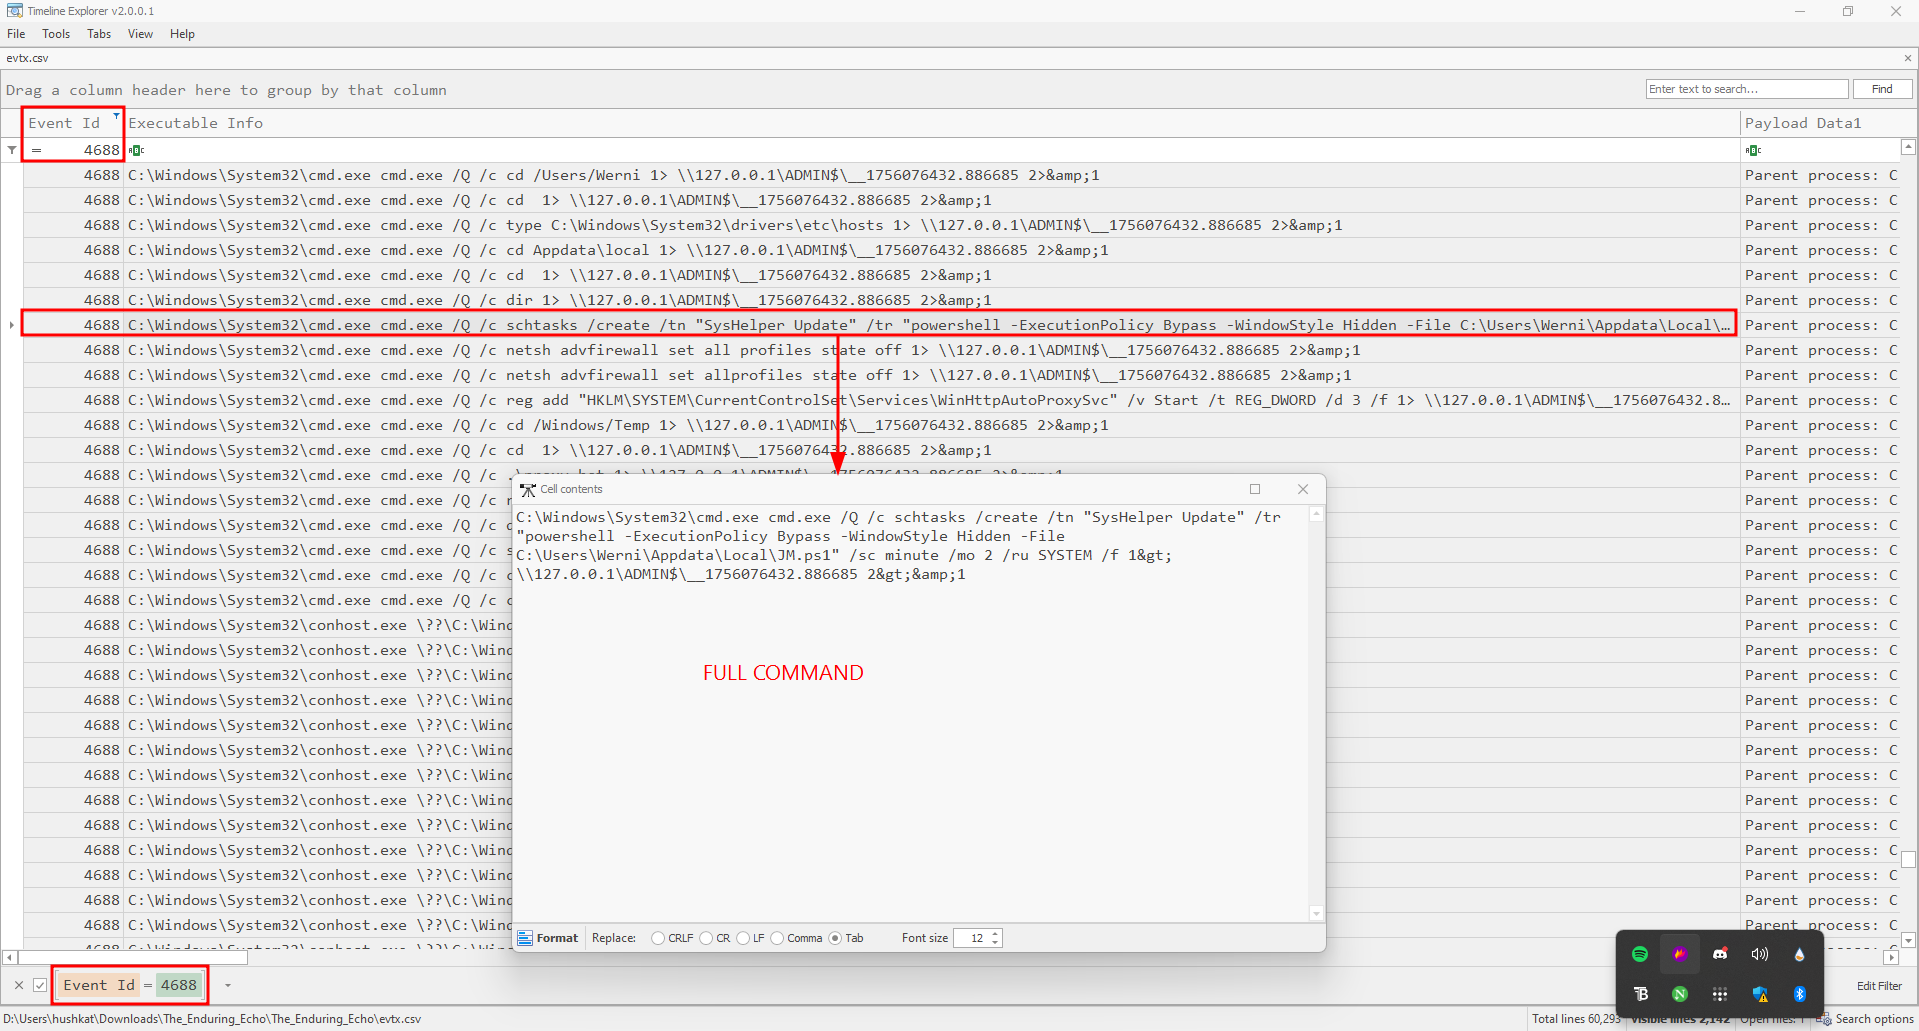 Timeline Explorer v2.0.0.1
File Tools Tabs View Help
evtx.csv
Drag a column header here to group by that column
Enter text to search...
Find
Event Id Executable Info Payload Data1
= 4688
4688 C:\Windows\System32\cmd.exe cmd.exe /Q /c cd /Users/Werni 1> \\127.0.0.1\ADMIN$\__1756076432.886685 2>&amp;1 Parent process: C
4688 C:\Windows\System32\cmd.exe cmd.exe /Q /c cd  1> \\127.0.0.1\ADMIN$\__1756076432.886685 2>&amp;1 Parent process: C
4688 C:\Windows\System32\cmd.exe cmd.exe /Q /c type C:\Windows\System32\drivers\etc\hosts 1> \\127.0.0.1\ADMIN$\__1756076432.886685 2>&amp;1 Parent process: C
4688 C:\Windows\System32\cmd.exe cmd.exe /Q /c cd Appdata\local 1> \\127.0.0.1\ADMIN$\__1756076432.886685 2>&amp;1 Parent process: C
4688 C:\Windows\System32\cmd.exe cmd.exe /Q /c cd  1> \\127.0.0.1\ADMIN$\__1756076432.886685 2>&amp;1 Parent process: C
4688 C:\Windows\System32\cmd.exe cmd.exe /Q /c dir 1> \\127.0.0.1\ADMIN$\__1756076432.886685 2>&amp;1 Parent process: C
4688 C:\Windows\System32\cmd.exe cmd.exe /Q /c schtasks /create /tn "SysHelper Update" /tr "powershell -ExecutionPolicy Bypass -WindowStyle Hidden -File C:\Users\Werni\Appdata\Local\... Parent process: C
4688 C:\Windows\System32\cmd.exe cmd.exe /Q /c netsh advfirewall set all profiles state off 1> \\127.0.0.1\ADMIN$\__1756076432.886685 2>&amp;1 Parent process: C
4688 C:\Windows\System32\cmd.exe cmd.exe /Q /c netsh advfirewall set allprofiles state off 1> \\127.0.0.1\ADMIN$\__1756076432.886685 2>&amp;1 Parent process: C
4688 C:\Windows\System32\cmd.exe cmd.exe /Q /c reg add "HKLM\SYSTEM\CurrentControlSet\Services\WinHttpAutoProxySvc" /v Start /t REG_DWORD /d 3 /f 1> \\127.0.0.1\ADMIN$\__1756076432.8... Parent process: C
4688 C:\Windows\System32\cmd.exe cmd.exe /Q /c cd /Windows/Temp 1> \\127.0.0.1\ADMIN$\__1756076432.886685 2>&amp;1 Parent process: C
4688 C:\Windows\System32\cmd.exe cmd.exe /Q /c cd  1> \\127.0.0.1\ADMIN$\__1756076432.886685 2>&amp;1 Parent process: C
4688 C:\Windows\System32\cmd.exe cmd.exe /Q /c .\proxy.bat 1> \\127.0.0.1\ADMIN$\__1756076432.886685 2>&amp;1 Parent process: C
4688 C:\Windows\System32\cmd.exe cmd.exe /Q /c Parent process: C
4688 C:\Windows\System32\cmd.exe cmd.exe /Q /c Parent process: C
4688 C:\Windows\System32\cmd.exe cmd.exe /Q /c Parent process: C
4688 C:\Windows\System32\cmd.exe cmd.exe /Q /c Parent process: C
4688 C:\Windows\System32\cmd.exe cmd.exe /Q /c Parent process: C
4688 C:\Windows\System32\conhost.exe \??\C:\Wind Parent process: C
4688 C:\Windows\System32\conhost.exe \??\C:\Wind Parent process: C
4688 C:\Windows\System32\conhost.exe \??\C:\Wind Parent process: C
4688 C:\Windows\System32\conhost.exe \??\C:\Wind Parent process: C
4688 C:\Windows\System32\conhost.exe \??\C:\Wind Parent process: C
4688 C:\Windows\System32\conhost.exe \??\C:\Wind Parent process: C
4688 C:\Windows\System32\conhost.exe \??\C:\Wind Parent process: C
4688 C:\Windows\System32\conhost.exe \??\C:\Wind Parent process: C
4688 C:\Windows\System32\conhost.exe \??\C:\Wind Parent process: C
4688 C:\Windows\System32\conhost.exe \??\C:\Wind Parent process: C
4688 C:\Windows\System32\conhost.exe \??\C:\Wind Parent process: C
4688 C:\Windows\System32\conhost.exe \??\C:\Wind Parent process: C
4688 C:\Windows\System32\conhost.exe \??\C:\Wind Parent process: C
Cell contents
C:\Windows\System32\cmd.exe cmd.exe /Q /c schtasks /create /tn "SysHelper Update" /tr
"powershell -ExecutionPolicy Bypass -WindowStyle Hidden -File
C:\Users\Werni\Appdata\Local\JM.ps1" /sc minute /mo 2 /ru SYSTEM /f 1&gt;
\\127.0.0.1\ADMIN$\__1756076432.886685 2&gt;&amp;1
FULL COMMAND
Format Replace: CRLF CR LF Comma Tab Font size 12
Event Id = 4688
Edit Filter
D:\Users\hushkat\Downloads\The_Enduring_Echo\The_Enduring_Echo\evtx.csv
Total lines 60,293 Visible lines 2,142 Open files: 1 Search options